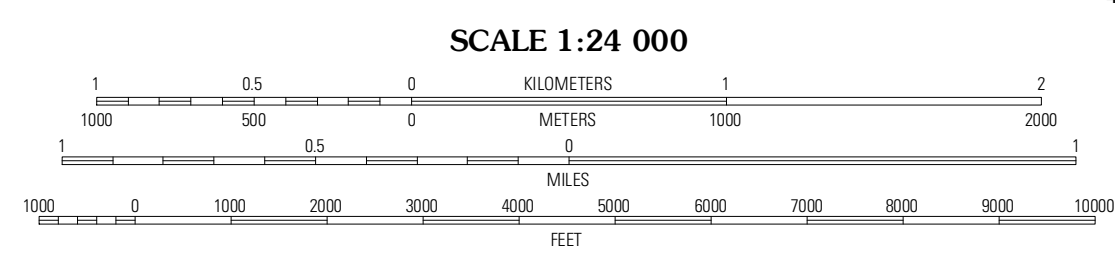 SCALE 1:24 000
1 0.5 0 KILOMETERS 1 2
1000 500 0 METERS 1000 2000
1 0.5 0 1
MILES
1000 0 1000 2000 3000 4000 5000 6000 7000 8000 9000 10000
FEET